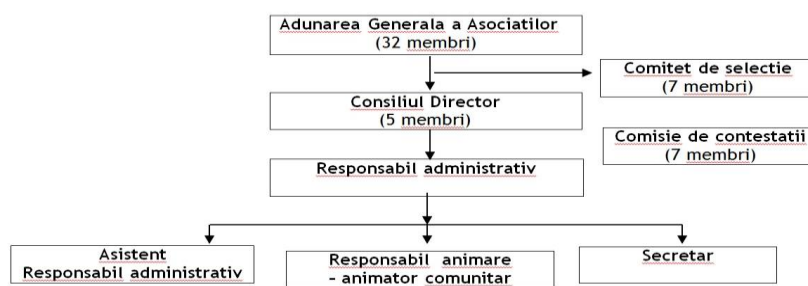 Adunarea Generala a Asociatilor
(32 membri)
Comitet de selectie
(7 membri)
Consiliul Director
(5 membri)
Comisie de contestatii
(7 membri)
Responsabil administrativ
Asistent
Responsabil administrativ
Responsabil animare
- animator comunitar
Secretar